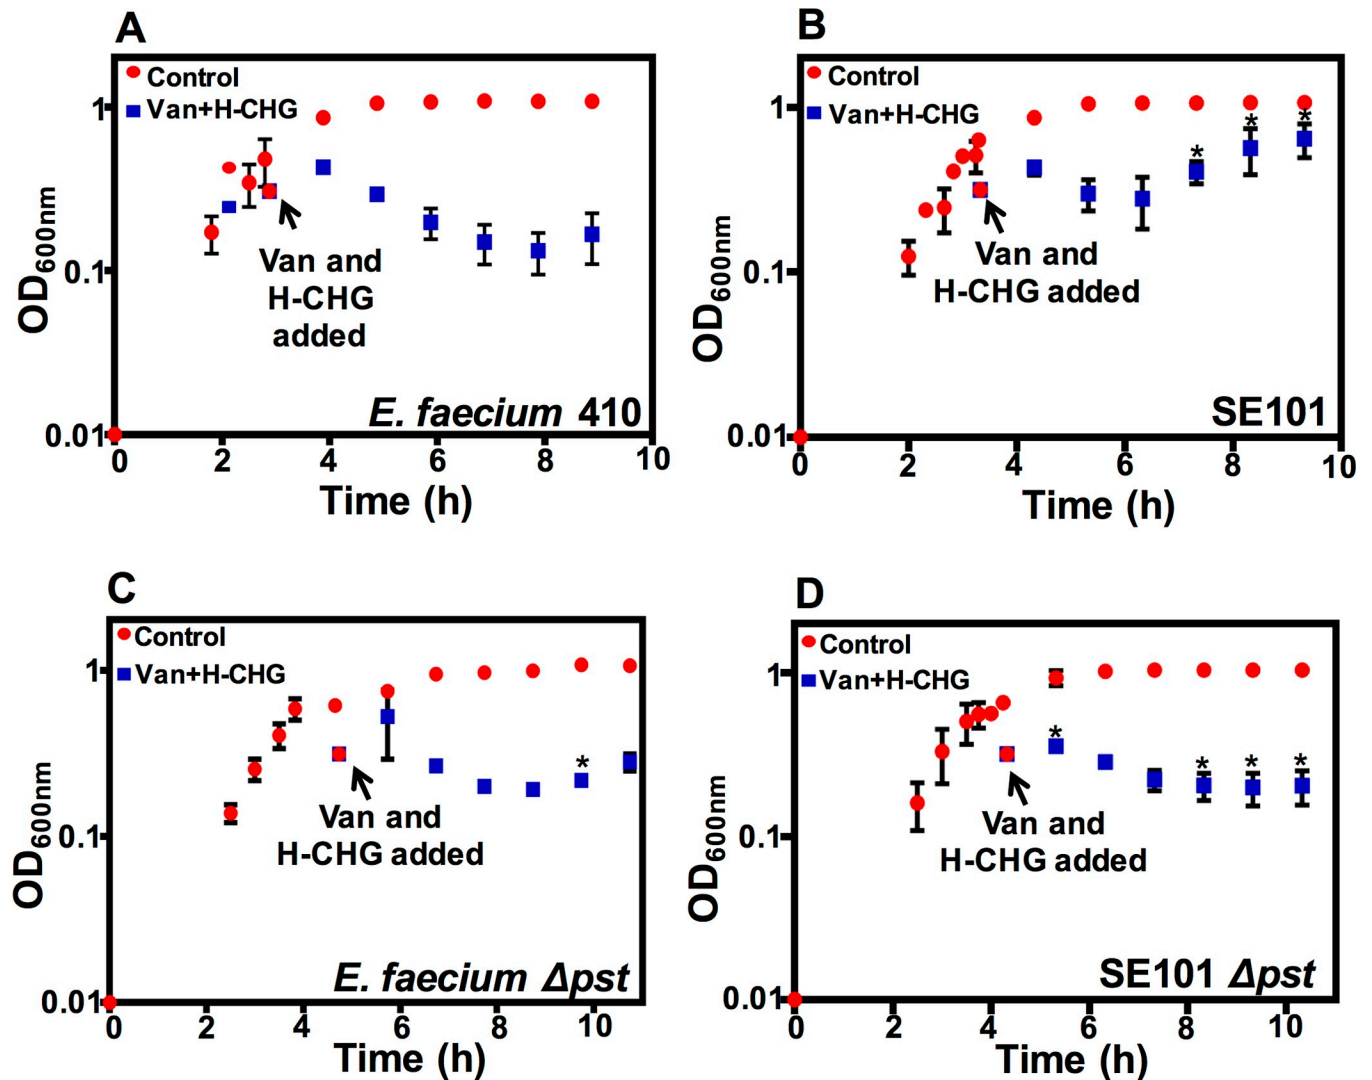 A
Control
Van+H-CHG
1
0.1
0.01
OD600nm
Van and
H-CHG
added
E. faecium 410
0 2 4 6 8 10
Time (h)
B
Control
Van+H-CHG
1
0.1
0.01
OD600nm
* * *
Van and
H-CHG added
SE101
0 2 4 6 8 10
Time (h)
C
Control
Van+H-CHG
1
0.1
0.01
OD600nm
*
Van and
H-CHG added
E. faecium Δpst
0 2 4 6 8 10
Time (h)
D
Control
Van+H-CHG
1
0.1
0.01
OD600nm
* * * *
Van and
H-CHG added
SE101 Δpst
0 2 4 6 8 10
Time (h)